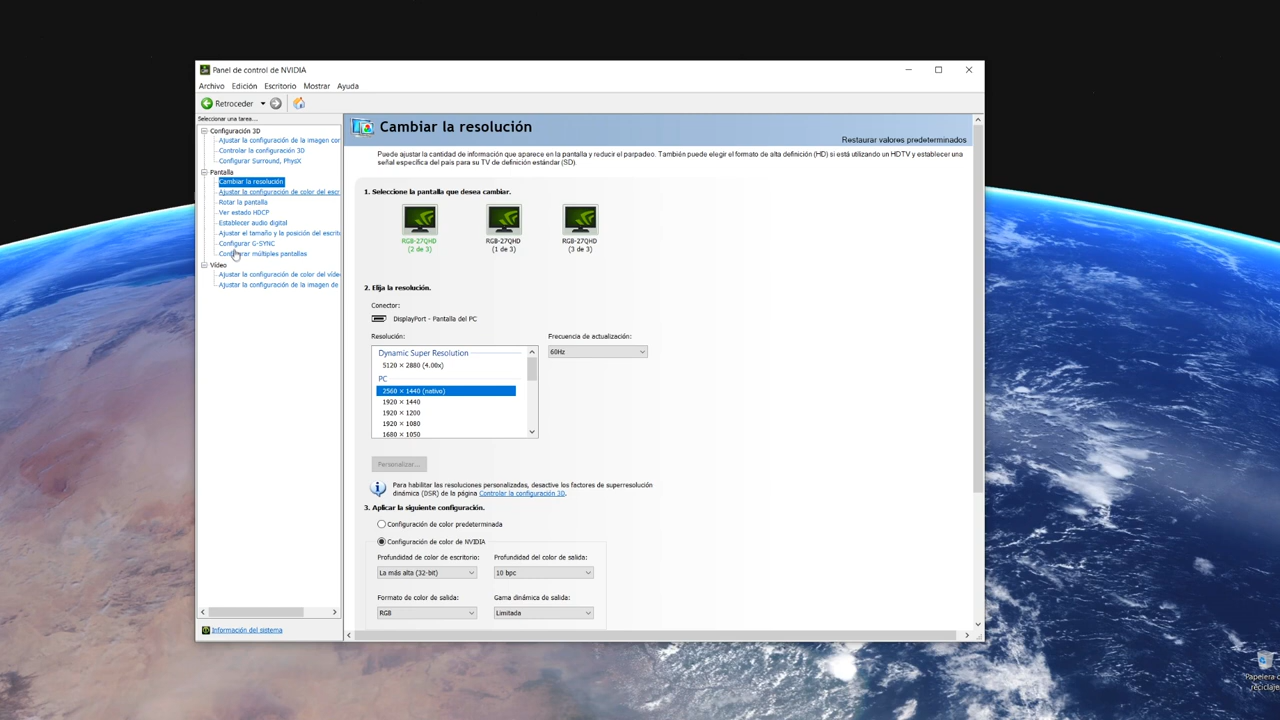 Panel de control de NVIDIA
Archivo Edición Escritorio Mostrar Ayuda
Retroceder
Seleccionar una tarea...
Configuración 3D
Ajustar la configuración de la imagen con
Controlar la configuración 3D
Configurar Surround, PhysX
Pantalla
Cambiar la resolución
Ajustar la configuración de color del escr
Rotar la pantalla
Ver estado HDCP
Establecer audio digital
Ajustar el tamaño y la posición del escrito
Configurar G-SYNC
Configurar múltiples pantallas
Vídeo
Ajustar la configuración de color del vídeo
Ajustar la configuración de la imagen de
Información del sistema
Cambiar la resolución
Restaurar valores predeterminados
Puede ajustar la cantidad de información que aparece en la pantalla y reducir el parpadeo. También puede elegir el formato de alta definición (HD) si está utilizando un HDTV y establecer una
señal específica del país para su TV de definición estándar (SD).
1. Seleccione la pantalla que desea cambiar.
RGB-27QHD RGB-27QHD RGB-27QHD
(2 de 3) (1 de 3) (3 de 3)
2. Elija la resolución.
Conector:
DisplayPort - Pantalla del PC
Resolución: Frecuencia de actualización:
Dynamic Super Resolution 60Hz
5120 × 2880 (4.00x)
PC
2560 × 1440 (nativo)
1920 × 1440
1920 × 1200
1920 × 1080
1680 × 1050
Personalizar...
Para habilitar las resoluciones personalizadas, desactive los factores de superresolución
dinámica (DSR) de la página Controlar la configuración 3D.
3. Aplicar la siguiente configuración.
Configuración de color predeterminada
Configuración de color de NVIDIA
Profundidad de color de escritorio: Profundidad del color de salida:
La más alta (32-bit) 10 bpc
Formato de color de salida: Gama dinámica de salida:
RGB Limitada
Papelera de
reciclaje